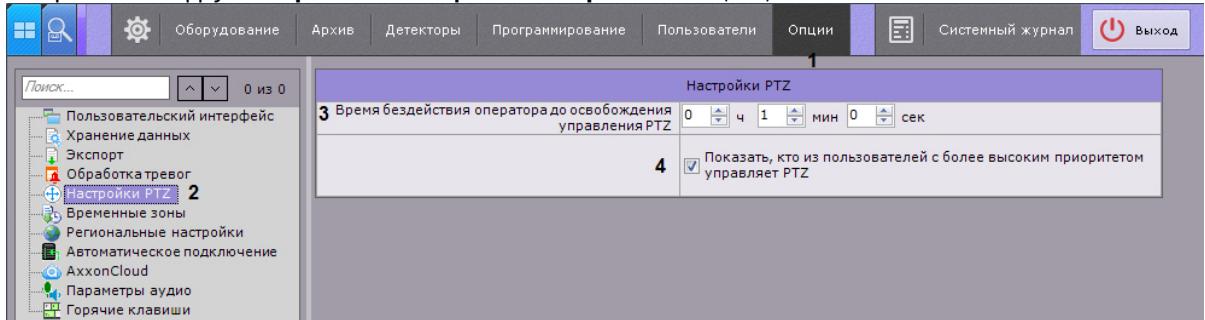 Оборудование Архив Детекторы Программирование Пользователи Опции Системный журнал Выход
1
Поиск... 0 из 0
Пользовательский интерфейс
Хранение данных
Экспорт
Обработка тревог
Настройки PTZ 2
Временные зоны
Региональные настройки
Автоматическое подключение
AxxonCloud
Параметры аудио
Горячие клавиши
Настройки PTZ
3 Время бездействия оператора до освобождения
управления PTZ
0 ч 1 мин 0 сек
4 Показать, кто из пользователей с более высоким приоритетом
управляет PTZ